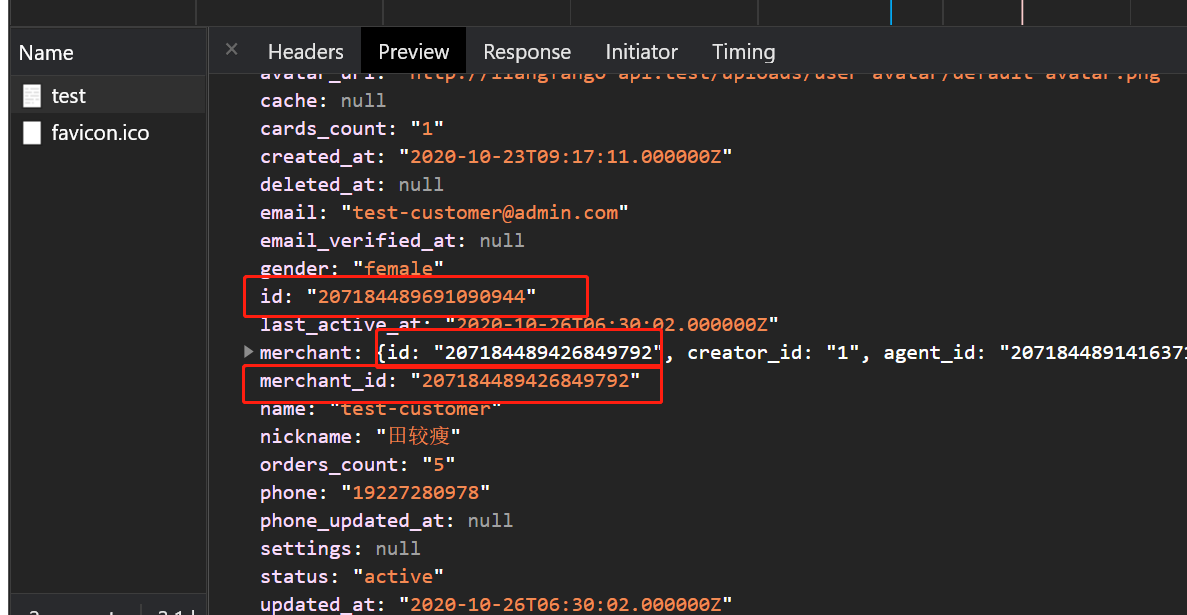 Name
× Headers Preview Response Initiator Timing
test
favicon.ico
avatar_url: "http://liangfango-api.test/uploads/user-avatar/default-avatar.png
cache: null
cards_count: "1"
created_at: "2020-10-23T09:17:11.000000Z"
deleted_at: null
email: "test-customer@admin.com"
email_verified_at: null
gender: "female"
id: "207184489691090944"
last_active_at: "2020-10-26T06:30:02.000000Z"
merchant: {id: "207184489426849792", creator_id: "1", agent_id: "2071844891416371
merchant_id: "207184489426849792"
name: "test-customer"
nickname: "田较瘦"
orders_count: "5"
phone: "19227280978"
phone_updated_at: null
settings: null
status: "active"
updated_at: "2020-10-26T06:30:02.000000Z"